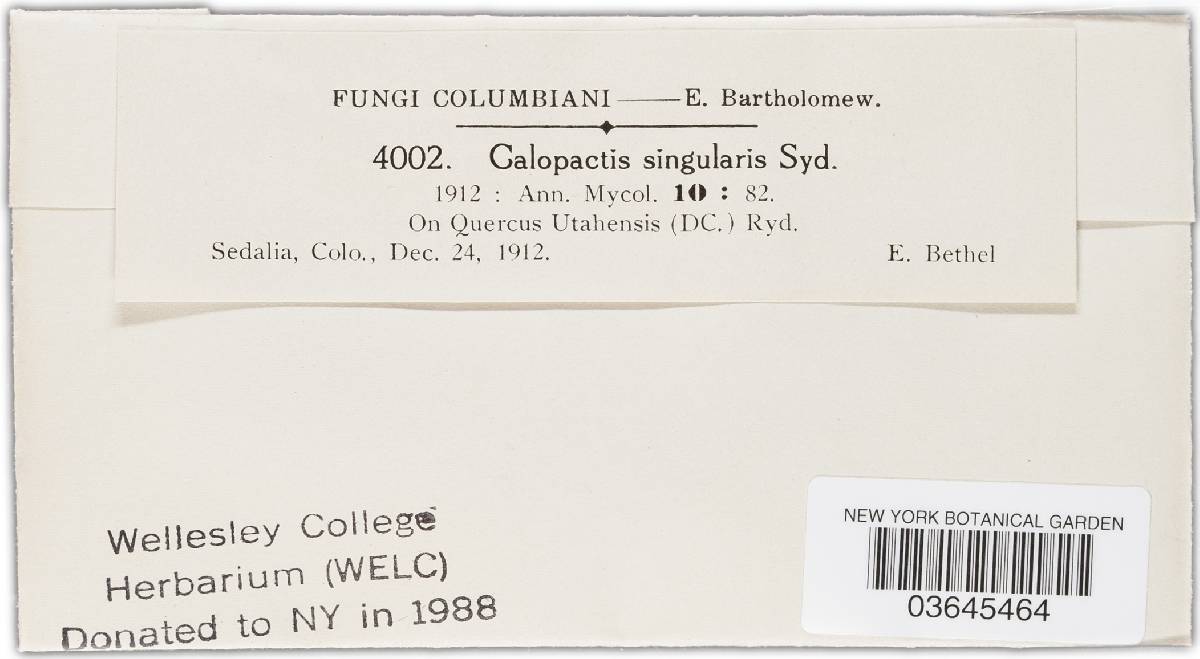 FUNGI COLUMBIANI —— E. Bartholomew.
4002. Calopactis singularis Syd.
1912 : Ann. Mycol. 10 : 82.
On Quercus Utahensis (DC.) Ryd.
Sedalia, Colo., Dec. 24, 1912. E. Bethel
Wellesley College
Herbarium (WELC)
Donated to NY in 1988
NEW YORK BOTANICAL GARDEN
03645464